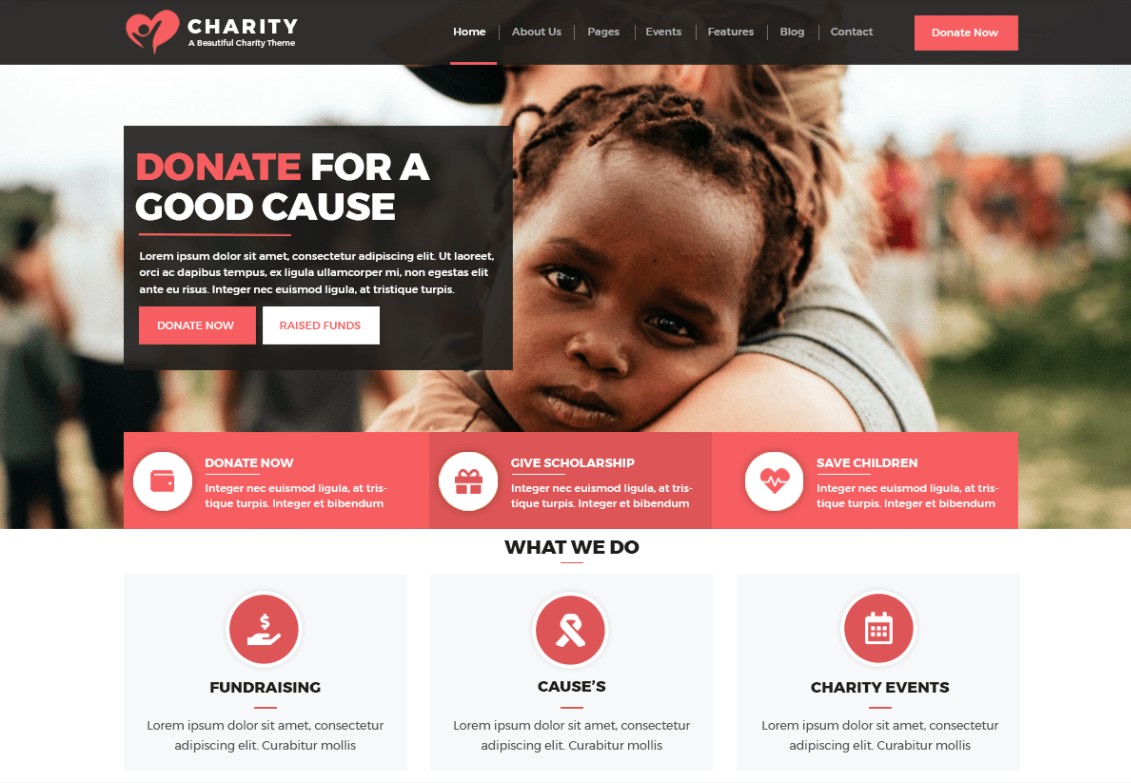 CHARITY
A Beautiful Charity Theme
Home
About Us
Pages
Events
Features
Blog
Contact
Donate Now
DONATE FOR A
GOOD CAUSE
Lorem ipsum dolor sit amet, consectetur adipiscing elit. Ut laoreet,
orci ac dapibus tempus, ex ligula ullamcorper mi, non egestas elit
ante eu risus. Integer nec euismod ligula, at tristique turpis.
DONATE NOW
RAISED FUNDS
DONATE NOW
Integer nec euismod ligula, at tris-
tique turpis. Integer et bibendum
GIVE SCHOLARSHIP
Integer nec euismod ligula, at tris-
tique turpis. Integer et bibendum
SAVE CHILDREN
Integer nec euismod ligula, at tris-
tique turpis. Integer et bibendum
WHAT WE DO
$
FUNDRAISING
Lorem ipsum dolor sit amet, consectetur
adipiscing elit. Curabitur mollis
CAUSE'S
Lorem ipsum dolor sit amet, consectetur
adipiscing elit. Curabitur mollis
CHARITY EVENTS
Lorem ipsum dolor sit amet, consectetur
adipiscing elit. Curabitur mollis